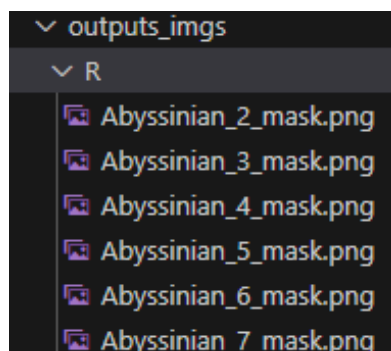 outputs_imgs
R
Abyssinian_2_mask.png
Abyssinian_3_mask.png
Abyssinian_4_mask.png
Abyssinian_5_mask.png
Abyssinian_6_mask.png
Abyssinian_7_mask.png